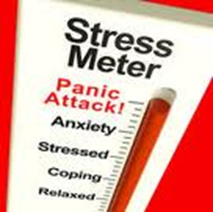 Stress
Meter
Panic
Attack!
Anxiety
Stressed
Coping
Relaxed